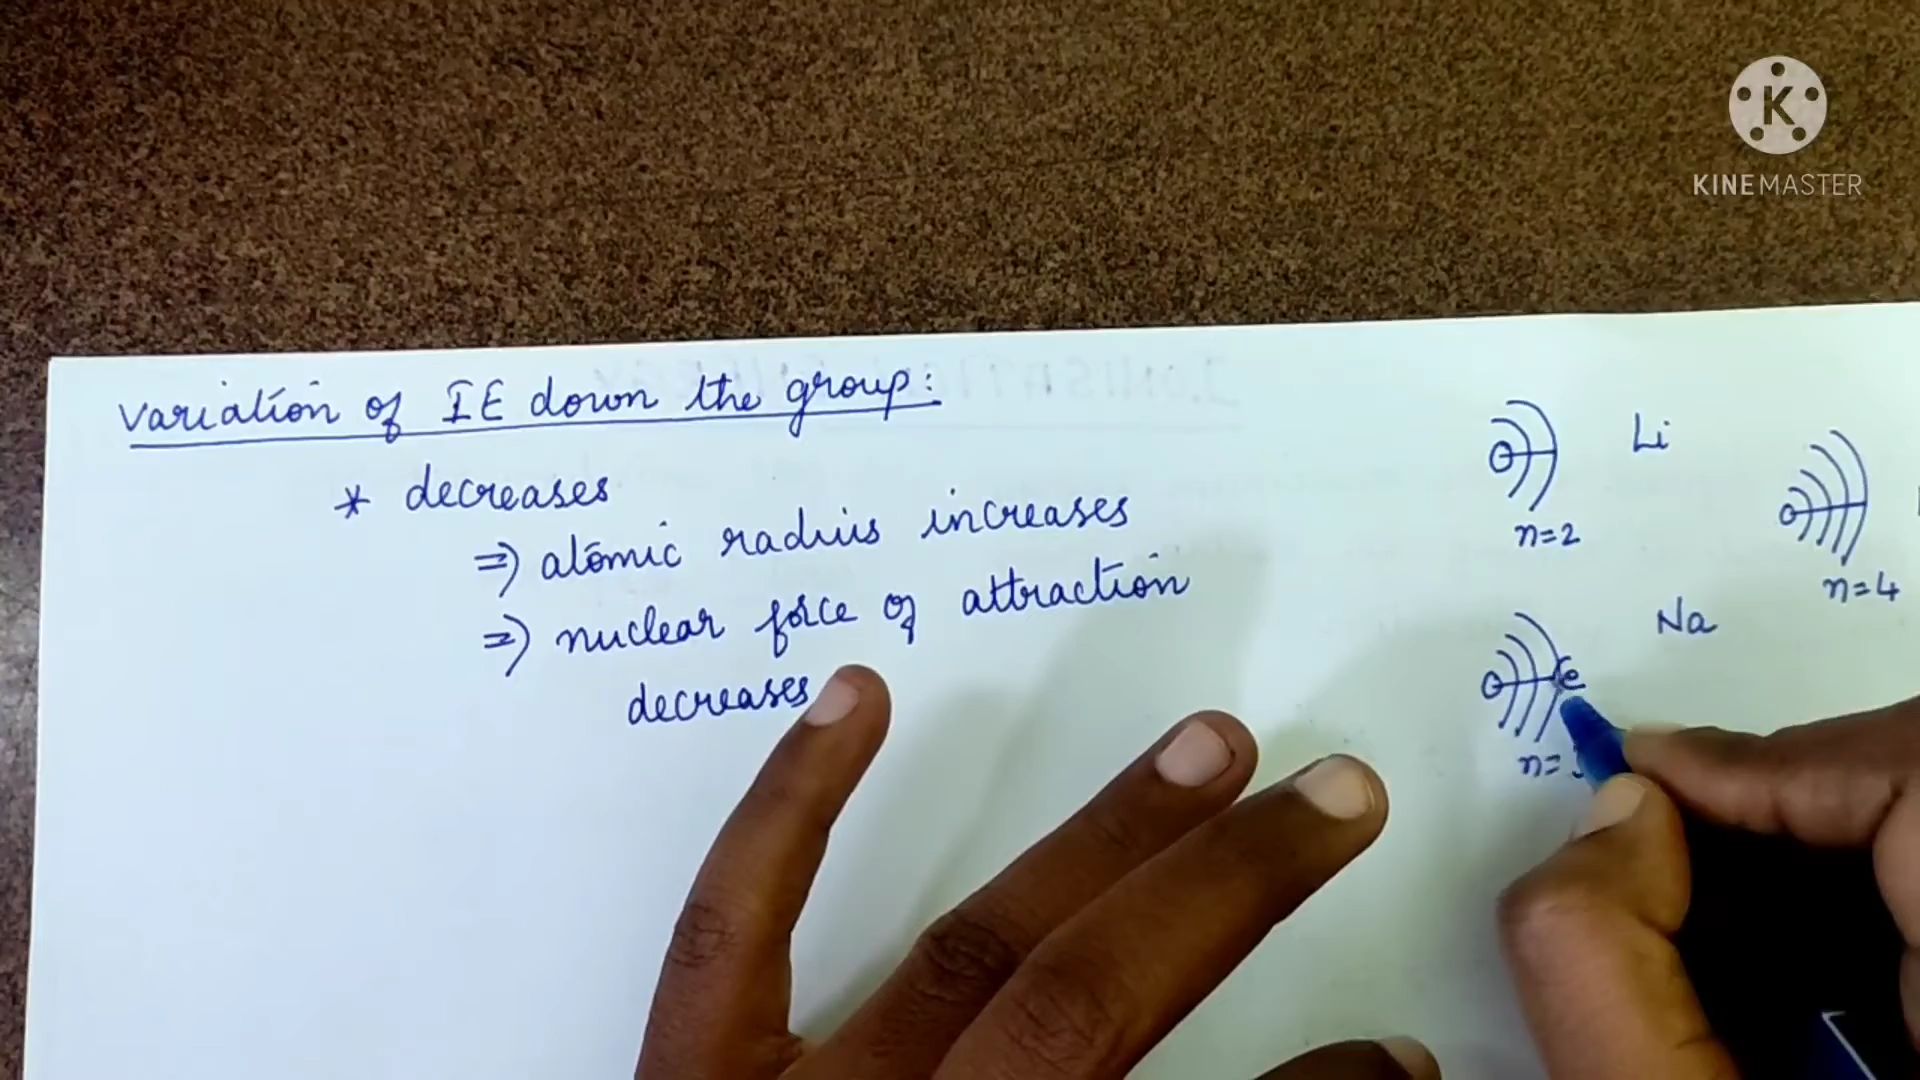 KINEMASTER
Variation of IE down the group:
* decreases
⇒ atomic radius increases
⇒ nuclear force of attraction
decreases
Li
n=2
n=4
Na
e
n=